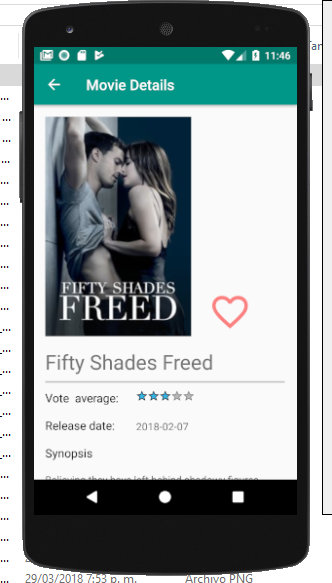 11:46
Movie Details
FIFTY SHADES
FREED
Fifty Shades Freed
Vote average:
Release date: 2018-02-07
Synopsis
Believing they have left behind shadowy figures
29/03/2018 7:53 p. m. Archivo PNG